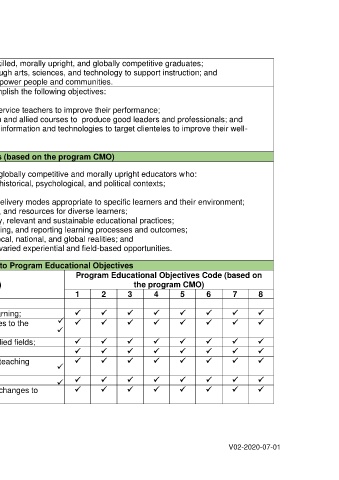 killed, morally upright, and globally competitive graduates;
ugh arts, sciences, and technology to support instruction; and
power people and communities.
plish the following objectives:
ervice teachers to improve their performance;
n and allied courses to produce good leaders and professionals; and
information and technologies to target clienteles to improve their well-
s (based on the program CMO)
globally competitive and morally upright educators who:
historical, psychological, and political contexts;
elivery modes appropriate to specific learners and their environment;
, and resources for diverse learners;
y, relevant and sustainable educational practices;
ing, and reporting learning processes and outcomes;
ocal, national, and global realities; and
varied experiential and field-based opportunities.
to Program Educational Objectives
Program Educational Objectives Code (based on
) the program CMO)
1 2 3 4 5 6 7 8
rning; ✓ ✓ ✓ ✓ ✓ ✓ ✓ ✓
es to the ✓ ✓ ✓ ✓ ✓ ✓ ✓ ✓ ✓
✓
lied fields; ✓ ✓ ✓ ✓ ✓ ✓ ✓ ✓
✓ ✓ ✓ ✓ ✓ ✓ ✓ ✓
teaching ✓ ✓ ✓ ✓ ✓ ✓ ✓ ✓
✓
✓ ✓ ✓ ✓ ✓ ✓ ✓ ✓ ✓
changes to ✓ ✓ ✓ ✓ ✓ ✓ ✓ ✓
V02-2020-07-01